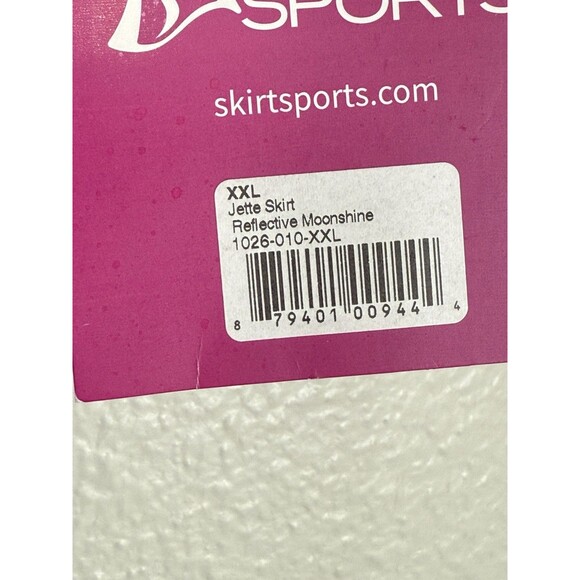 SPORTS
skirtsports.com
XXL
Jette Skirt
Reflective Moonshine
1026-010-XXL
8 79401 00944 4